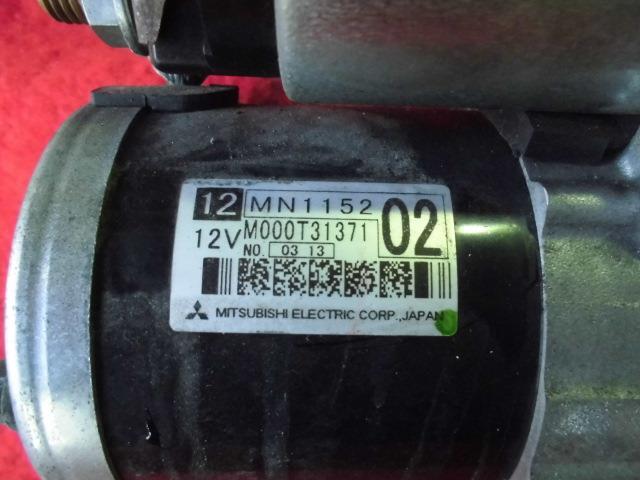 12 MN1152 02
12V M000T31371
NO. 03 13
MITSUBISHI ELECTRIC CORP.,JAPAN